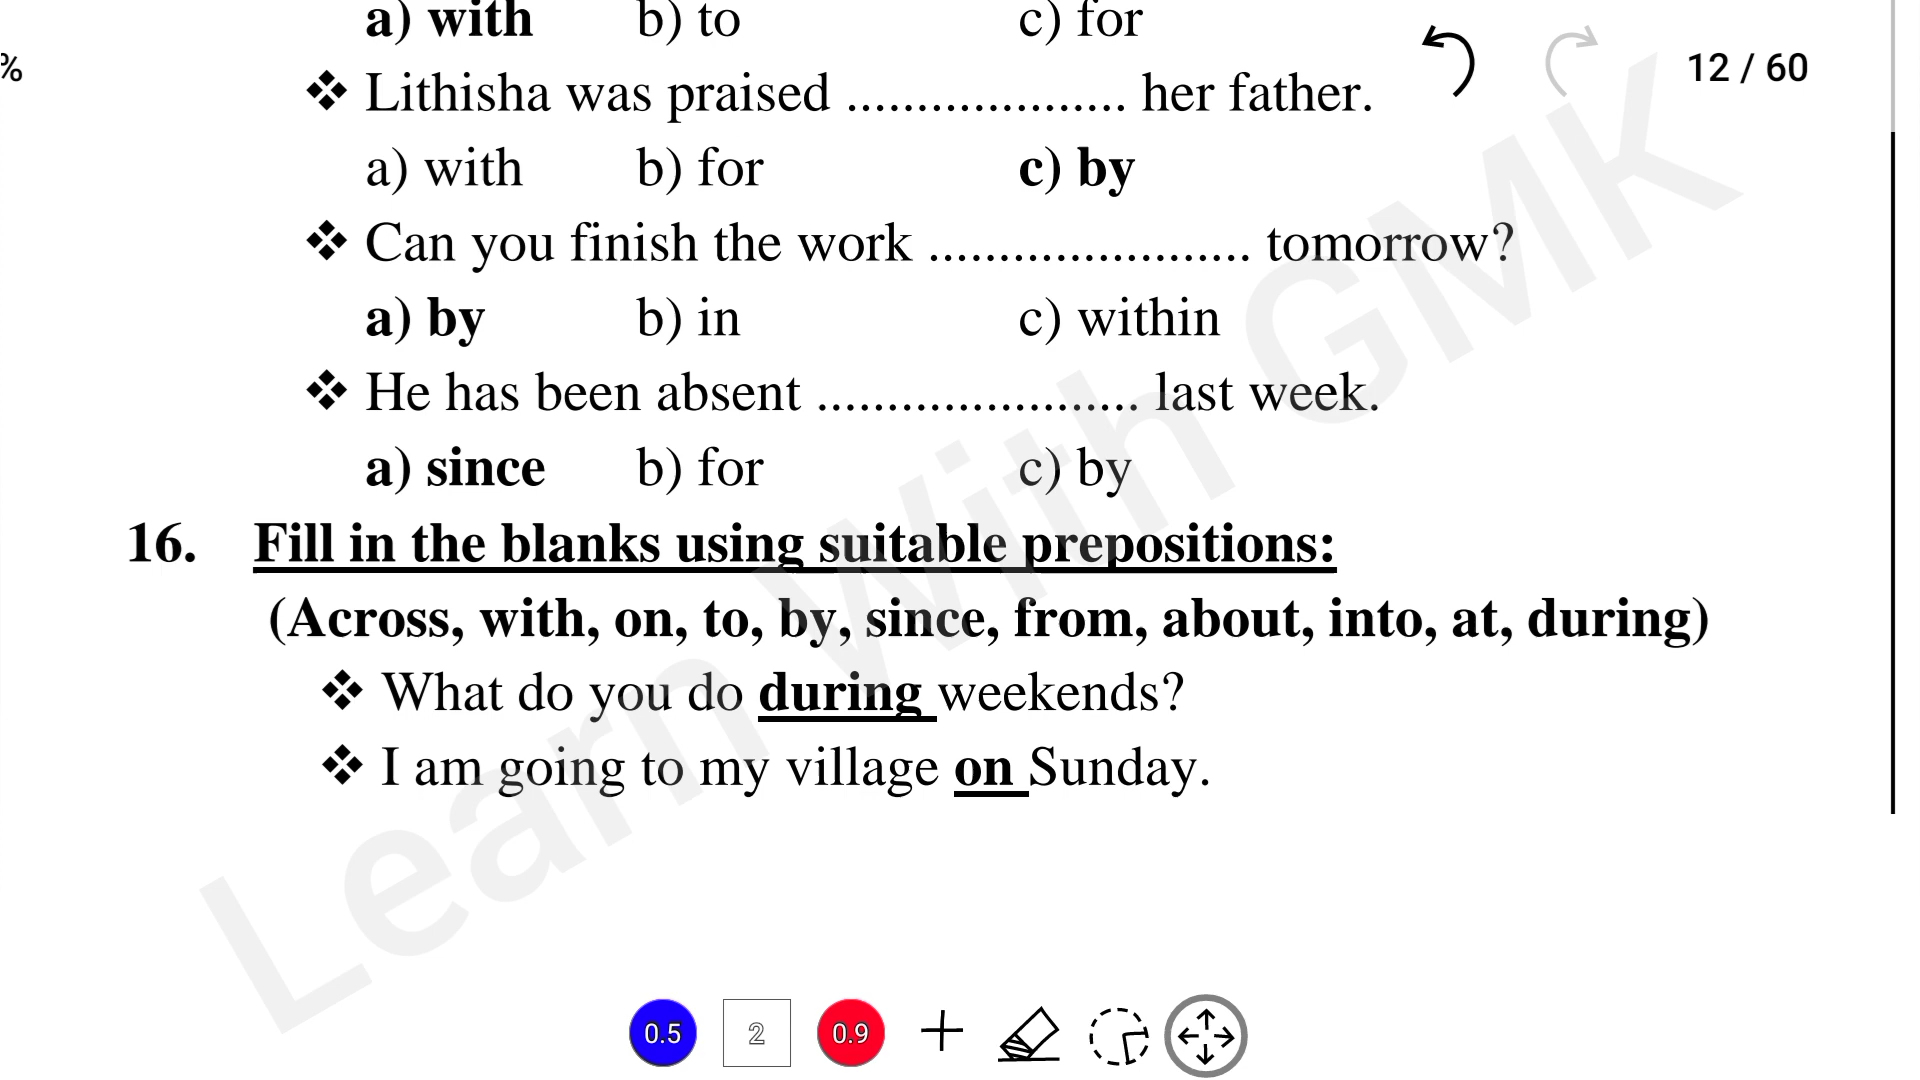 a) with b) to c) for
% 12 / 60
❖ Lithisha was praised .................... her father.
a) with b) for c) by
❖ Can you finish the work ....................... tomorrow?
a) by b) in c) within
❖ He has been absent ....................... last week.
a) since b) for c) by
16. Fill in the blanks using suitable prepositions:
(Across, with, on, to, by, since, from, about, into, at, during)
❖ What do you do during weekends?
❖ I am going to my village on Sunday.
Learn With GMK
0.5 2 0.9